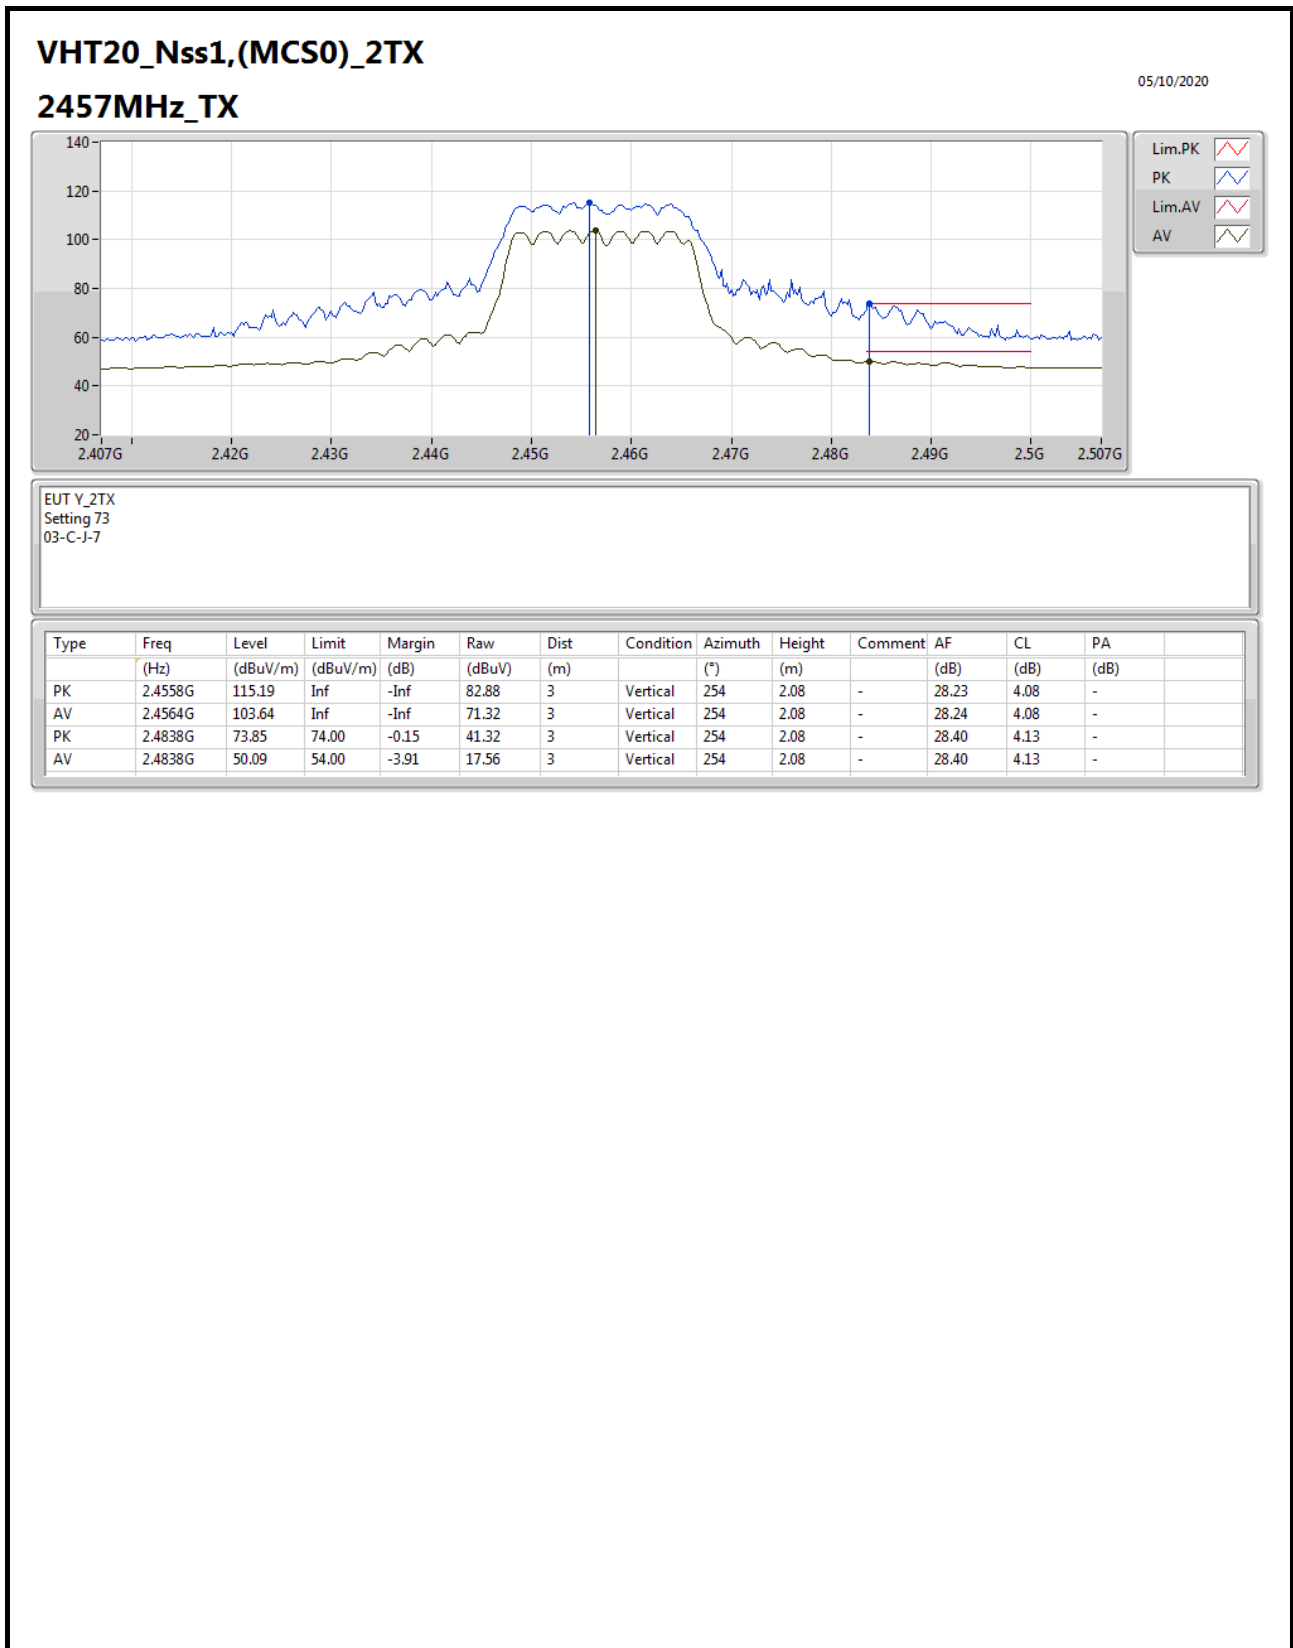 VHT20_Nss1,(MCS0)_2TX
05/10/2020
2457MHz_TX
140
120
100
80
60
40
20
2.407G 2.42G 2.43G 2.44G 2.45G 2.46G 2.47G 2.48G 2.49G 2.5G 2.507G
Lim.PK
PK
Lim.AV
AV
EUT Y_2TX
Setting 73
03-C-J-7
Type Freq Level Limit Margin Raw Dist Condition Azimuth Height Comment AF CL PA
(Hz) (dBuV/m) (dBuV/m) (dB) (dBuV) (m) (°) (m) (dB) (dB) (dB)
PK 2.4558G 115.19 Inf -Inf 82.88 3 Vertical 254 2.08 - 28.23 4.08 -
AV 2.4564G 103.64 Inf -Inf 71.32 3 Vertical 254 2.08 - 28.24 4.08 -
PK 2.4838G 73.85 74.00 -0.15 41.32 3 Vertical 254 2.08 - 28.40 4.13 -
AV 2.4838G 50.09 54.00 -3.91 17.56 3 Vertical 254 2.08 - 28.40 4.13 -